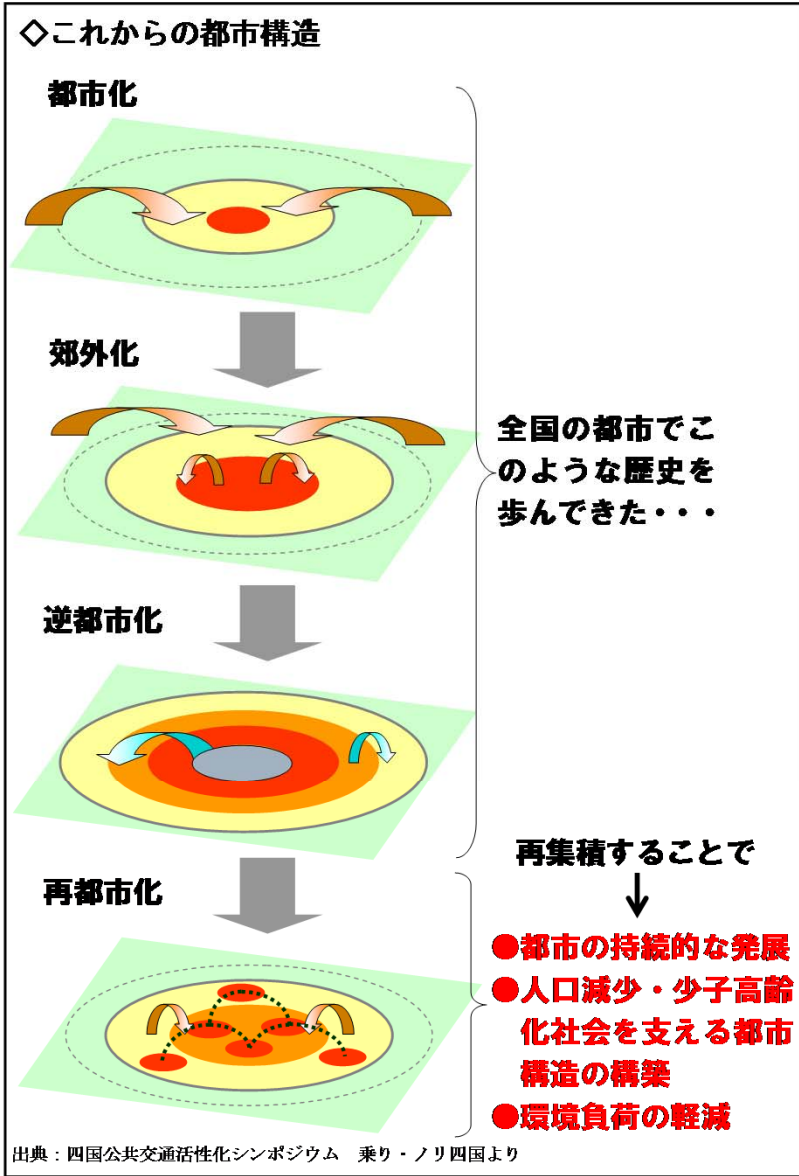 ◇これからの都市構造
都市化
郊外化
全国の都市でこ
のような歴史を
歩んできた・・・
逆都市化
再都市化
再集積することで
●都市の持続的な発展
●人口減少・少子高齢
化社会を支える都市
構造の構築
●環境負荷の軽減
出典：四国公共交通活性化シンポジウム　乗り・ノリ四国より